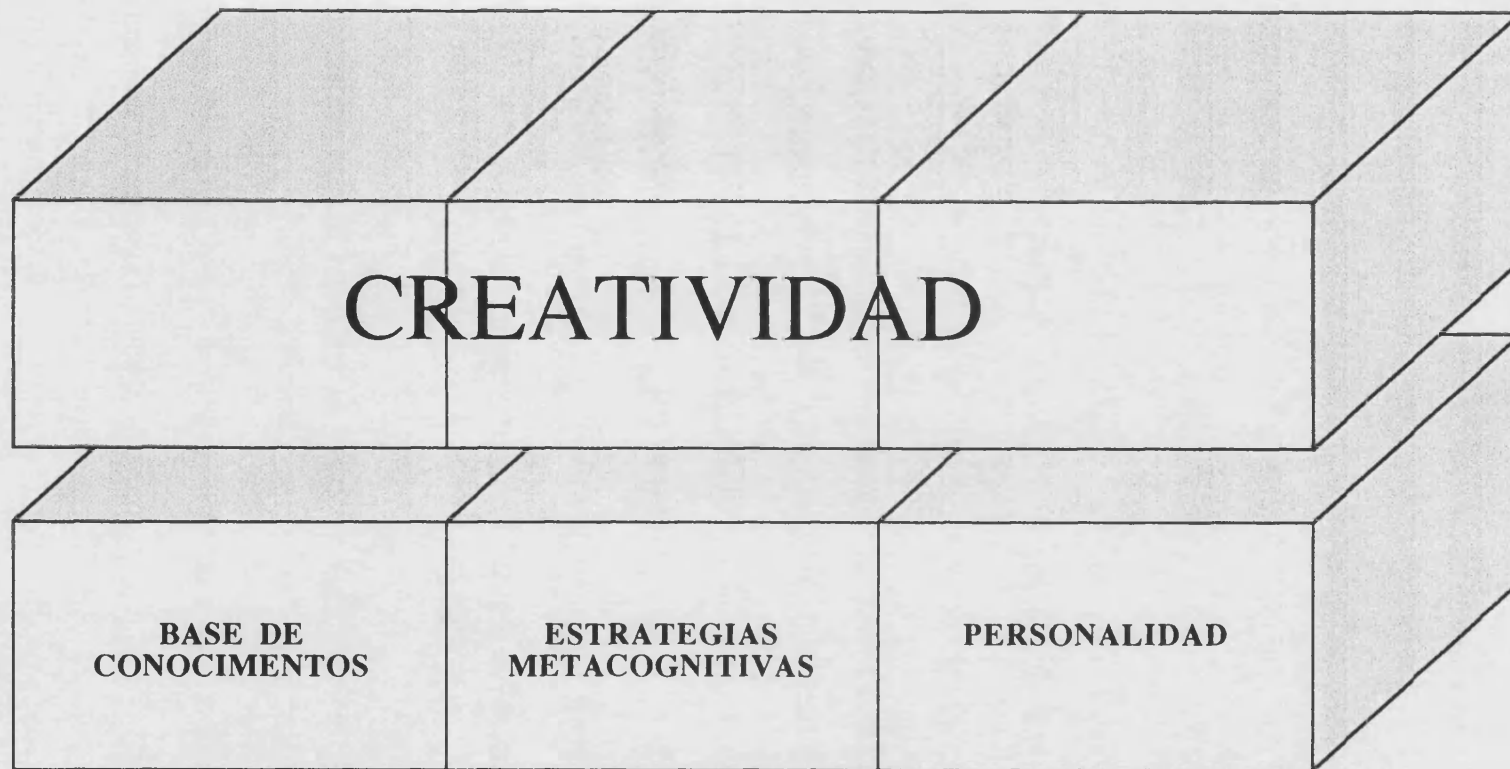 CREATIVIDAD
BASE DE
CONOCIMENTOS
ESTRATEGIAS
METACOGNITIVAS
PERSONALIDAD